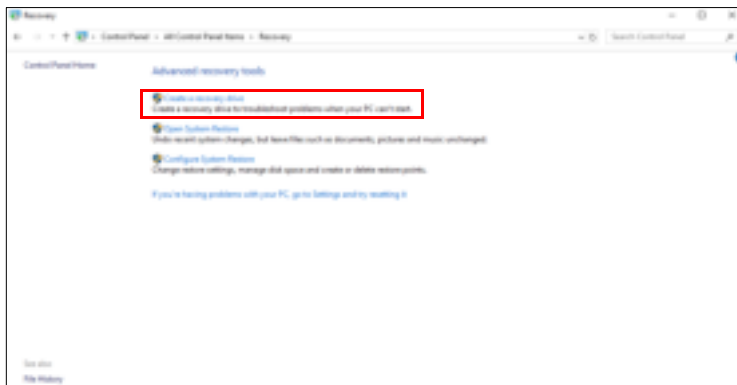 Recovery
Control Panel › All Control Panel Items › Recovery
Search Control Panel
Control Panel Home
Advanced recovery tools
Create a recovery drive
Create a recovery drive to troubleshoot problems when your PC can't start.
Open System Restore
Undo recent system changes, but leave files such as documents, pictures and music unchanged.
Configure System Restore
Change restore settings, manage disk space and create or delete restore points.
If you're having problems with your PC, go to Settings and try resetting it
See also
File History